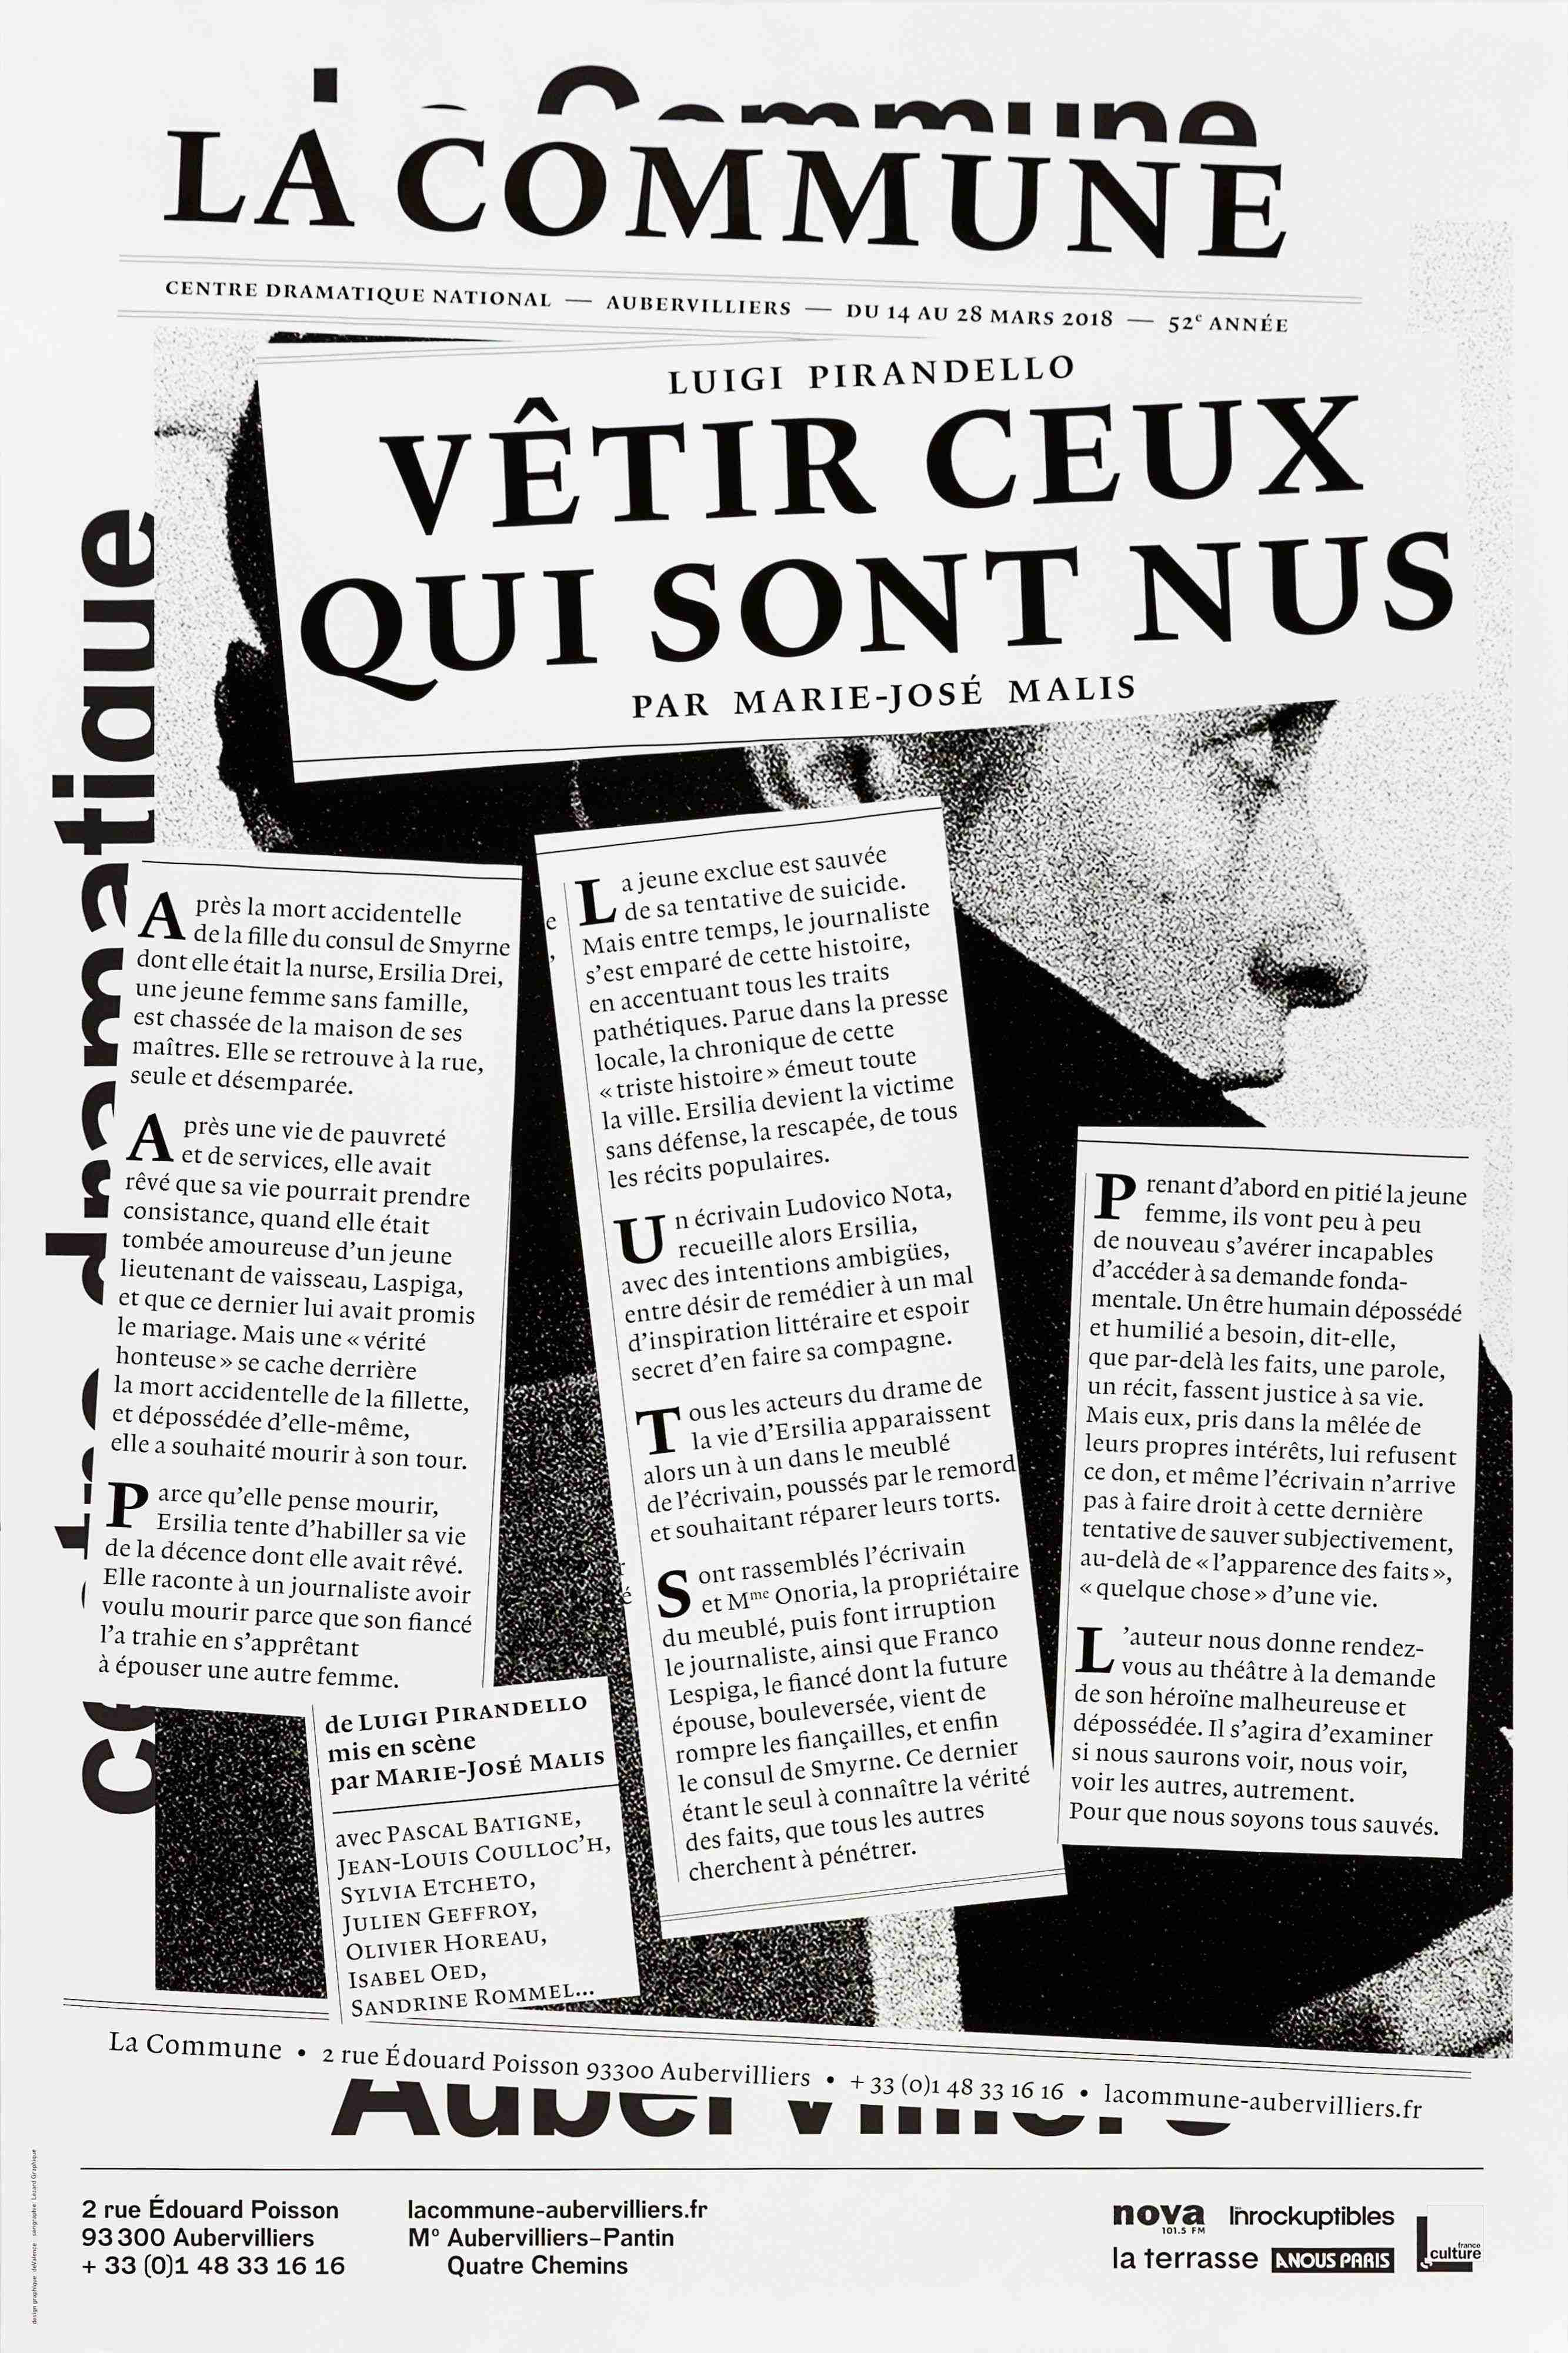 La Commune
LA COMMUNE
CENTRE DRAMATIQUE NATIONAL — AUBERVILLIERS — DU 14 AU 28 MARS 2018 — 52e ANNÉE
LUIGI PIRANDELLO
VÊTIR CEUX
QUI SONT NUS
PAR MARIE-JOSÉ MALIS
dramatique
Après la mort accidentelle
de la fille du consul de Smyrne
dont elle était la nurse, Ersilia Drei,
une jeune femme sans famille,
est chassée de la maison de ses
maîtres. Elle se retrouve à la rue,
seule et désemparée.
Après une vie de pauvreté
et de services, elle avait
rêvé que sa vie pourrait prendre
consistance, quand elle était
tombée amoureuse d'un jeune
lieutenant de vaisseau, Laspiga,
et que ce dernier lui avait promis
le mariage. Mais une « vérité
honteuse » se cache derrière
la mort accidentelle de la fillette,
et dépossédée d'elle-même,
elle a souhaité mourir à son tour.
Parce qu'elle pense mourir,
Ersilia tente d'habiller sa vie
de la décence dont elle avait rêvé.
Elle raconte à un journaliste avoir
voulu mourir parce que son fiancé
l'a trahie en s'apprêtant
à épouser une autre femme.
La jeune exclue est sauvée
de sa tentative de suicide.
Mais entre temps, le journaliste
s'est emparé de cette histoire,
en accentuant tous les traits
pathétiques. Parue dans la presse
locale, la chronique de cette
« triste histoire » émeut toute
la ville. Ersilia devient la victime
sans défense, la rescapée, de tous
les récits populaires.
Un écrivain Ludovico Nota,
recueille alors Ersilia,
avec des intentions ambigües,
entre désir de remédier à un mal
d'inspiration littéraire et espoir
secret d'en faire sa compagne.
Tous les acteurs du drame de
la vie d'Ersilia apparaissent
alors un à un dans le meublé
de l'écrivain, poussés par le remord
et souhaitant réparer leurs torts.
Sont rassemblés l'écrivain
et Mme Onoria, la propriétaire
du meublé, puis font irruption
le journaliste, ainsi que Franco
Lespiga, le fiancé dont la future
épouse, bouleversée, vient de
rompre les fiançailles, et enfin
le consul de Smyrne. Ce dernier
étant le seul à connaître la vérité
des faits, que tous les autres
cherchent à pénétrer.
Prenant d'abord en pitié la jeune
femme, ils vont peu à peu
de nouveau s'avérer incapables
d'accéder à sa demande fonda-
mentale. Un être humain dépossédé
et humilié a besoin, dit-elle,
que par-delà les faits, une parole,
un récit, fassent justice à sa vie.
Mais eux, pris dans la mêlée de
leurs propres intérêts, lui refusent
ce don, et même l'écrivain n'arrive
pas à faire droit à cette dernière
tentative de sauver subjectivement,
au-delà de « l'apparence des faits »,
« quelque chose » d'une vie.
L'auteur nous donne rendez-
vous au théâtre à la demande
de son héroïne malheureuse et
dépossédée. Il s'agira d'examiner
si nous saurons voir, nous voir,
voir les autres, autrement.
Pour que nous soyons tous sauvés.
de LUIGI PIRANDELLO
mis en scène
par MARIE-JOSÉ MALIS
avec PASCAL BATIGNE,
JEAN-LOUIS COULLOC'H,
SYLVIA ETCHETO,
JULIEN GEFFROY,
OLIVIER HOREAU,
ISABEL OED,
SANDRINE ROMMEL...
La Commune • 2 rue Édouard Poisson 93300 Aubervilliers • + 33 (0)1 48 33 16 16 • lacommune-aubervilliers.fr
Aubervilliers
2 rue Édouard Poisson
93 300 Aubervilliers
+ 33 (0)1 48 33 16 16
lacommune-aubervilliers.fr
Mº Aubervilliers–Pantin
Quatre Chemins
nova
101.5 FM
les inrockuptibles
la terrasse
A NOUS PARIS
france
culture
design graphique : deValence sérigraphie : Lézard Graphique